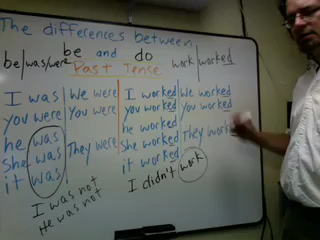 The differences between
be and do
be was/were Past Tense work worked
I was We were I worked We worked
You were You were you worked You worked
he was he worked
she was They were she worked They work
it was it worked
I was not I didn't work
He was not